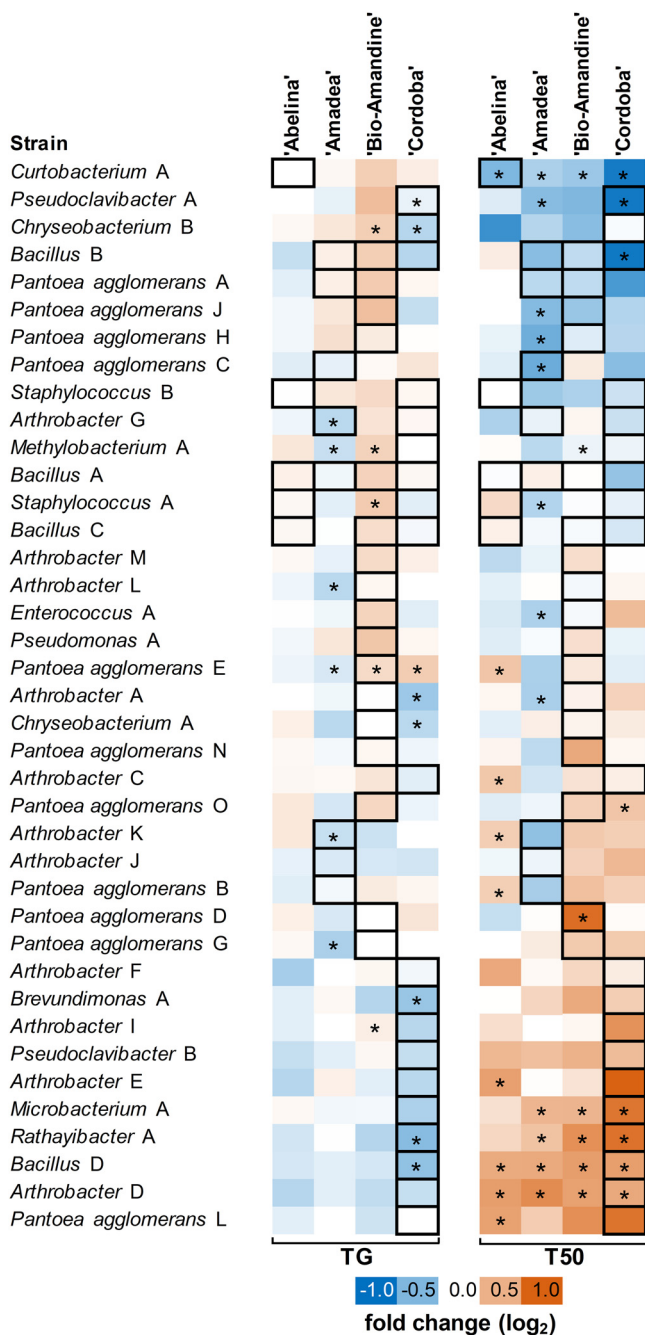 'Abelina' 'Amadea' 'Bio-Amandine' 'Cordoba' 'Abelina' 'Amadea' 'Bio-Amandine' 'Cordoba'
Strain
Curtobacterium A * * * *
Pseudoclavibacter A * * *
Chryseobacterium B * *
Bacillus B *
Pantoea agglomerans A
Pantoea agglomerans J *
Pantoea agglomerans H *
Pantoea agglomerans C *
Staphylococcus B
Arthrobacter G *
Methylobacterium A * * *
Bacillus A
Staphylococcus A * *
Bacillus C
Arthrobacter M
Arthrobacter L *
Enterococcus A *
Pseudomonas A
Pantoea agglomerans E * * * *
Arthrobacter A * *
Chryseobacterium A *
Pantoea agglomerans N
Arthrobacter C *
Pantoea agglomerans O *
Arthrobacter K * *
Arthrobacter J
Pantoea agglomerans B *
Pantoea agglomerans D *
Pantoea agglomerans G *
Arthrobacter F
Brevundimonas A *
Arthrobacter I *
Pseudoclavibacter B
Arthrobacter E *
Microbacterium A * * *
Rathayibacter A * * * *
Bacillus D * * * * *
Arthrobacter D * * * *
Pantoea agglomerans L *
TG T50
-1.0 -0.5 0.0 0.5 1.0
fold change (log2)